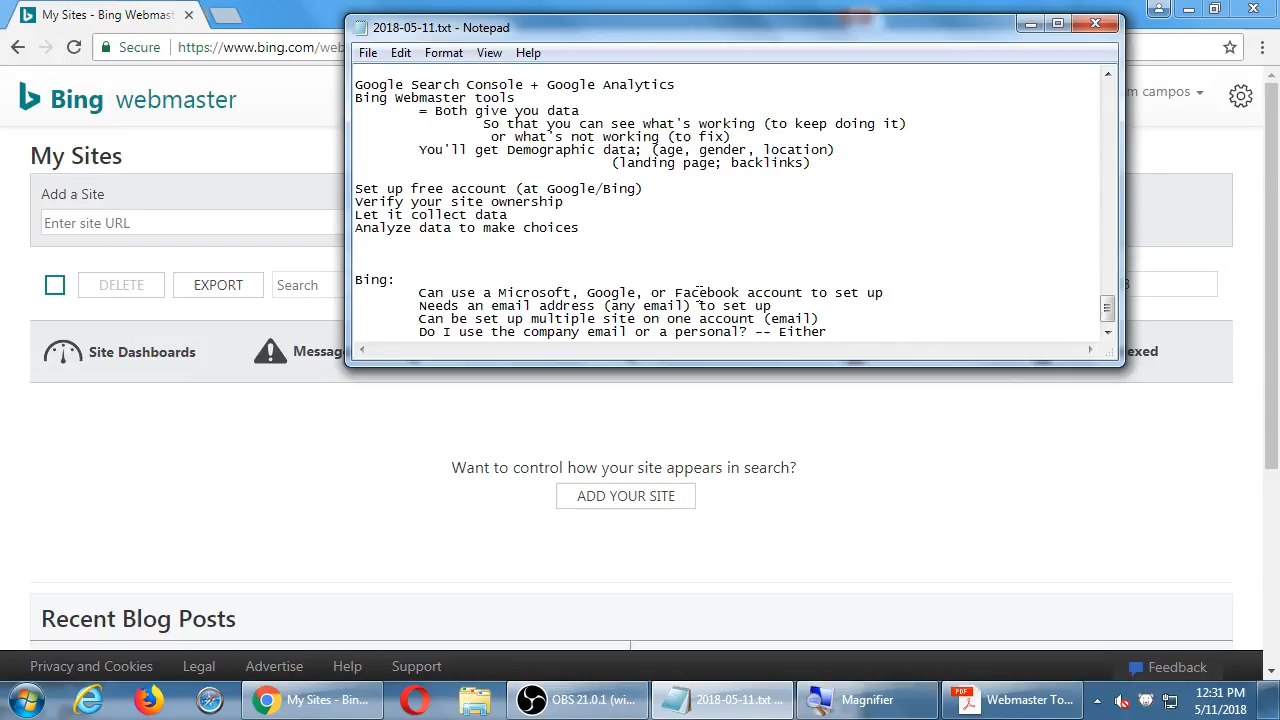 My Sites - Bing Webmast
2018-05-11.txt - Notepad
Secure
https://www.bing.com/web
File Edit Format View Help
Bing webmaster
m campos
Google Search Console + Google Analytics
Bing Webmaster tools
= Both give you data
So that you can see what's working (to keep doing it)
or what's not working (to fix)
You'll get Demographic data; (age, gender, location)
(landing page; backlinks)
Set up free account (at Google/Bing)
Verify your site ownership
Let it collect data
Analyze data to make choices
Bing:
Can use a Microsoft, Google, or Facebook account to set up
Needs an email address (any email) to set up
Can be set up multiple site on one account (email)
Do I use the company email or a personal? -- Either
My Sites
Add a Site
Enter site URL
DELETE EXPORT Search
Site Dashboards Messag exed
Want to control how your site appears in search?
ADD YOUR SITE
Recent Blog Posts
Privacy and Cookies Legal Advertise Help Support Feedback
My Sites - Bin... OBS 21.0.1 (wi... 2018-05-11.txt ... Magnifier Webmaster To... 12:31 PM
5/11/2018